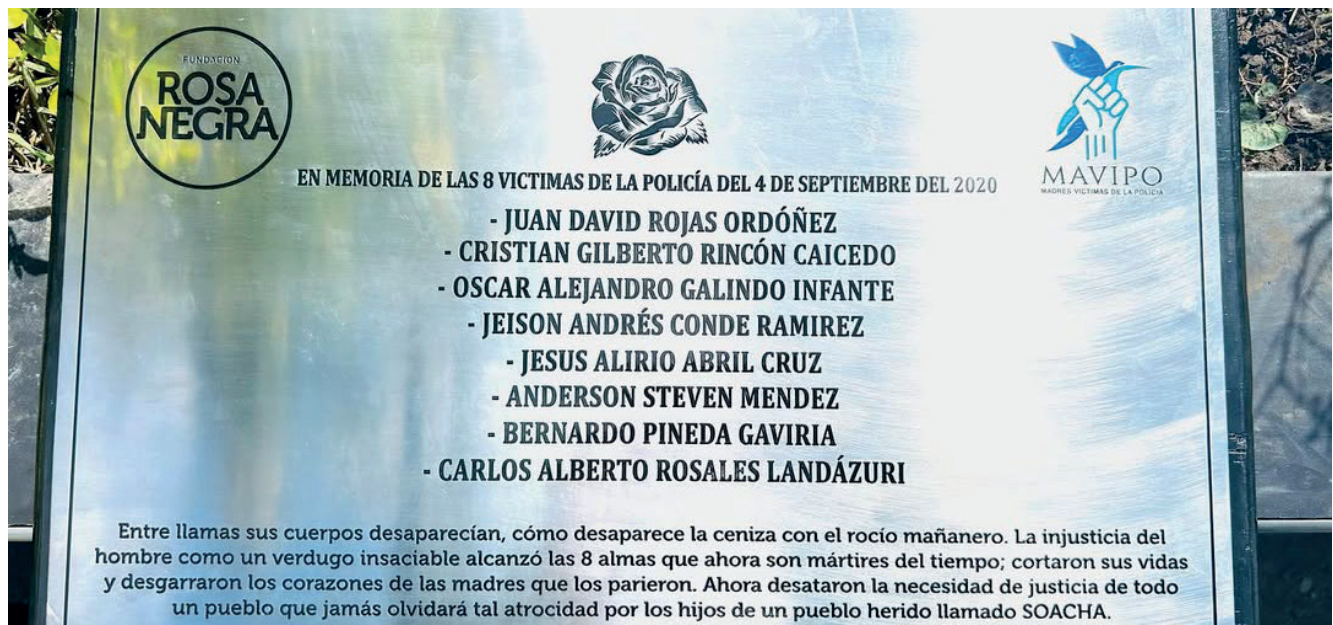 FUNDACIÓN
ROSA
NEGRA
MAVIPO
MADRES VICTIMAS DE LA POLICÍA
EN MEMORIA DE LAS 8 VICTIMAS DE LA POLICÍA DEL 4 DE SEPTIEMBRE DEL 2020
- JUAN DAVID ROJAS ORDÓÑEZ
- CRISTIAN GILBERTO RINCÓN CAICEDO
- OSCAR ALEJANDRO GALINDO INFANTE
- JEISON ANDRÉS CONDE RAMIREZ
- JESUS ALIRIO ABRIL CRUZ
- ANDERSON STEVEN MENDEZ
- BERNARDO PINEDA GAVIRIA
- CARLOS ALBERTO ROSALES LANDÁZURI
Entre llamas sus cuerpos desaparecían, cómo desaparece la ceniza con el rocío mañanero. La injusticia del
hombre como un verdugo insaciable alcanzó las 8 almas que ahora son mártires del tiempo; cortaron sus vidas
y desgarraron los corazones de las madres que los parieron. Ahora desataron la necesidad de justicia de todo
un pueblo que jamás olvidará tal atrocidad por los hijos de un pueblo herido llamado SOACHA.